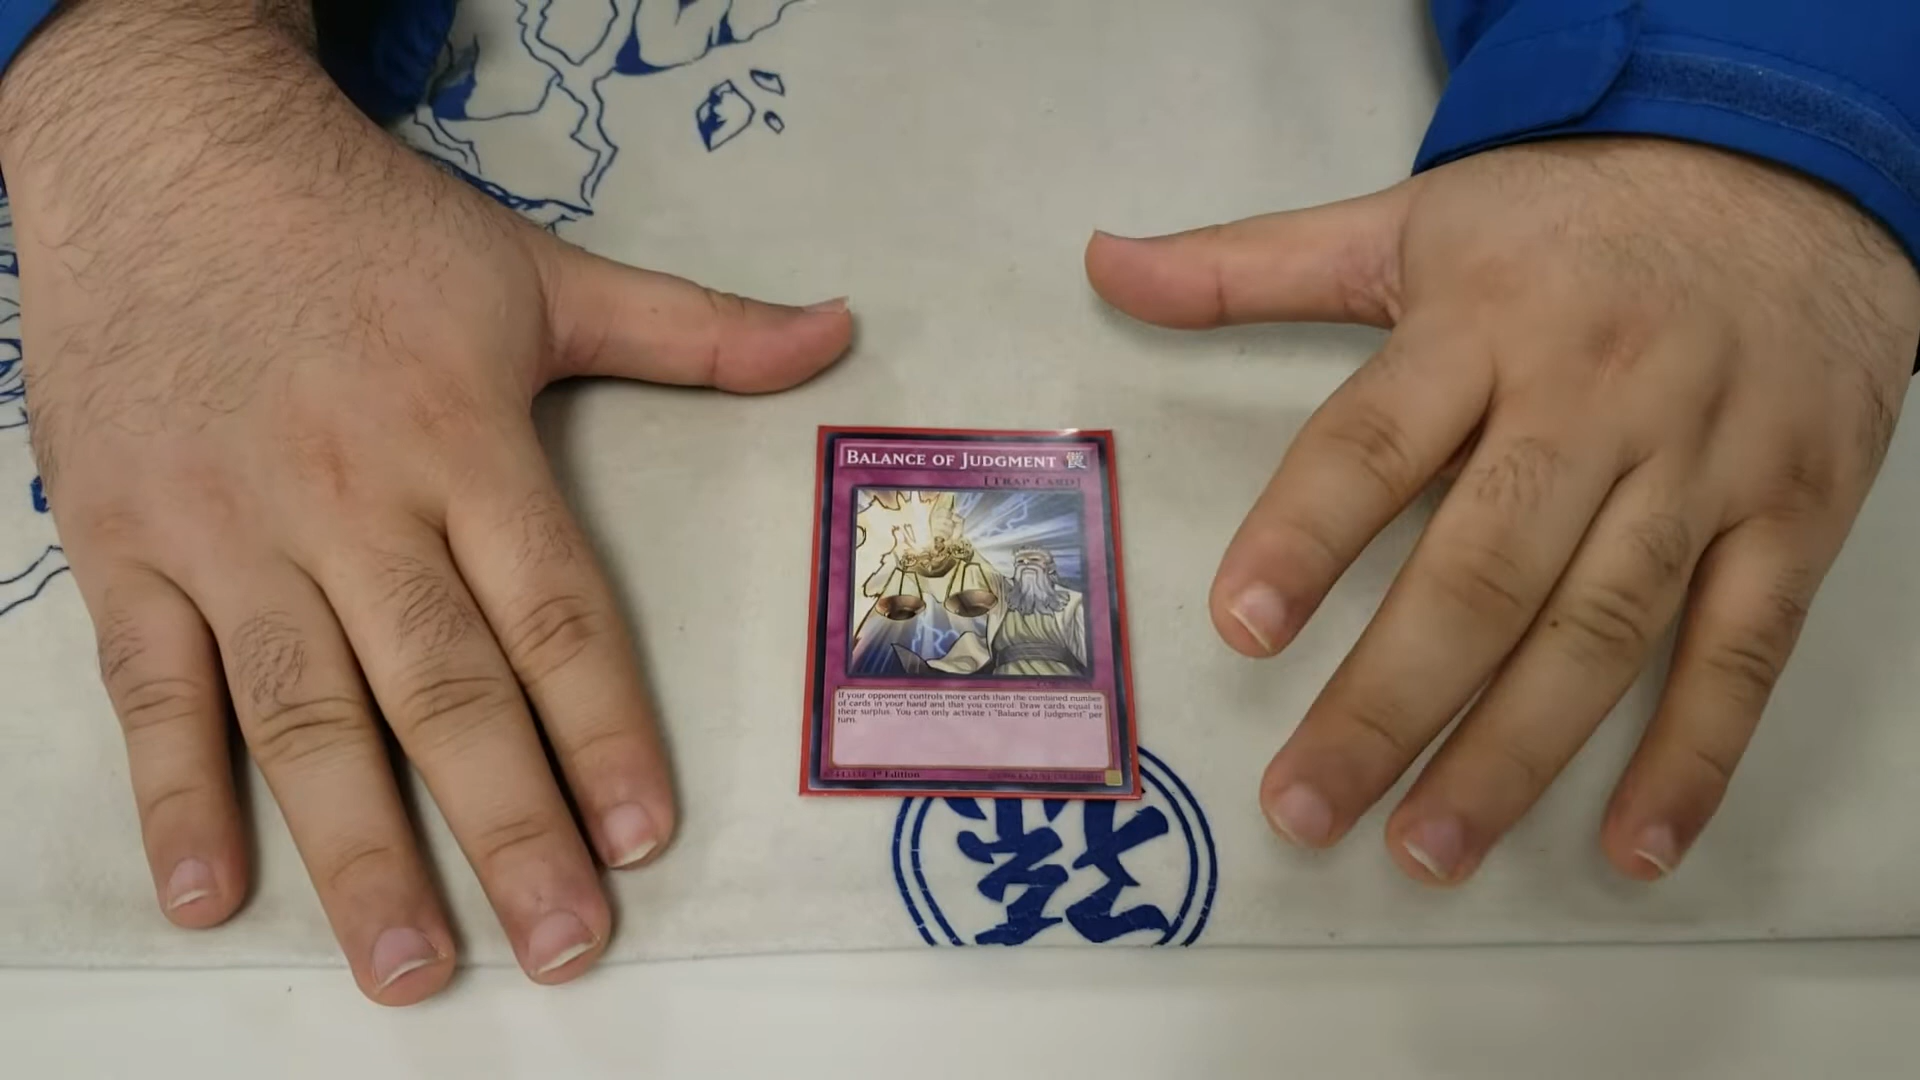 BALANCE OF JUDGMENT
[TRAP CARD]
If your opponent controls more cards than the combined number
of cards in your hand and that you control: Draw cards equal to
their surplus. You can only activate 1 "Balance of Judgment" per
turn.
1st Edition